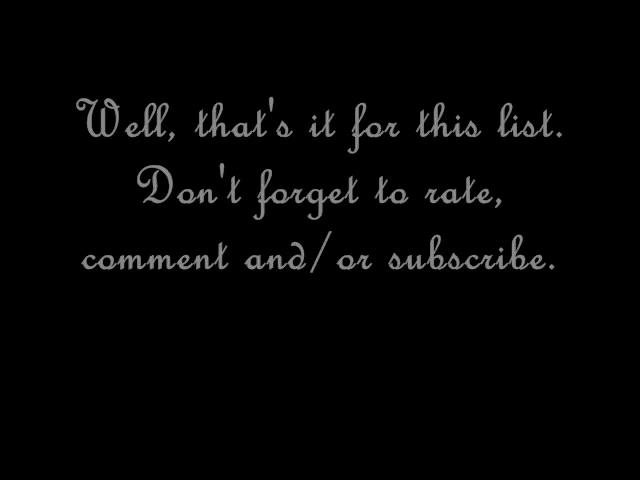 Well, that's it for this list.
Don't forget to rate,
comment and/or subscribe.